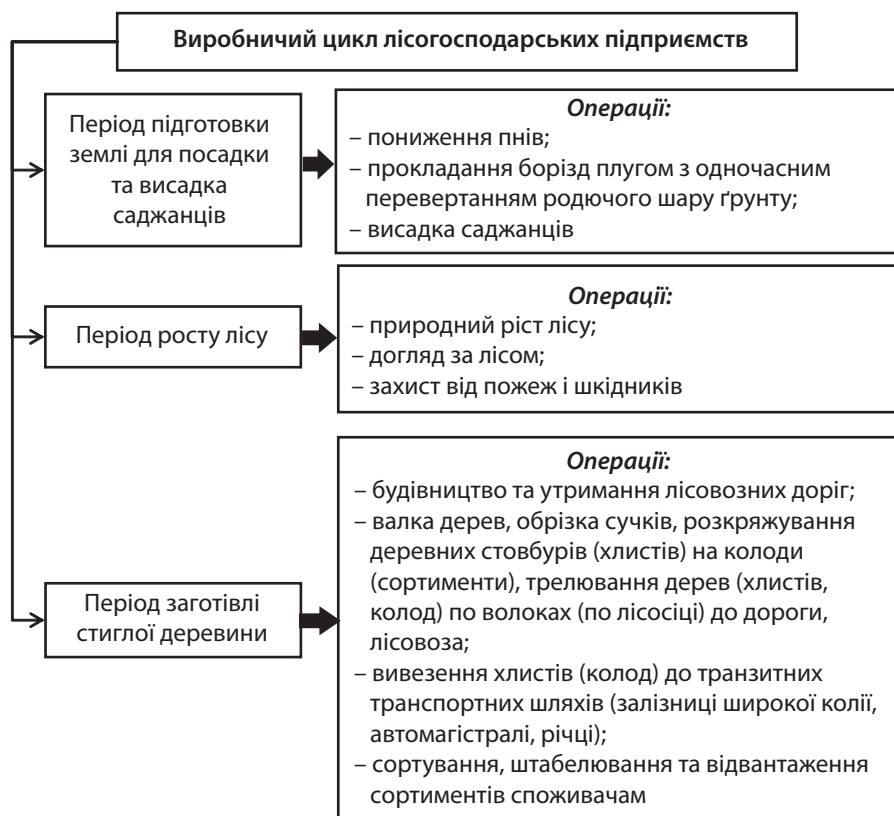 Виробничий цикл лісогосподарських підприємств
Період підготовки
землі для посадки
та висадка
саджанців
Операції:
– пониження пнів;
– прокладання борізд плугом з одночасним
перевертанням родючого шару ґрунту;
– висадка саджанців
Період росту лісу
Операції:
– природний ріст лісу;
– догляд за лісом;
– захист від пожеж і шкідників
Період заготівлі
стиглої деревини
Операції:
– будівництво та утримання лісовозних доріг;
– валка дерев, обрізка сучків, розкряжування
деревних стовбурів (хлистів) на колоди
(сортименти), трелювання дерев (хлистів,
колод) по волоках (по лісосіці) до дороги,
лісовоза;
– вивезення хлистів (колод) до транзитних
транспортних шляхів (залізниці широкої колії,
автомагістралі, річці);
– сортування, штабелювання та відвантаження
сортиментів споживачам